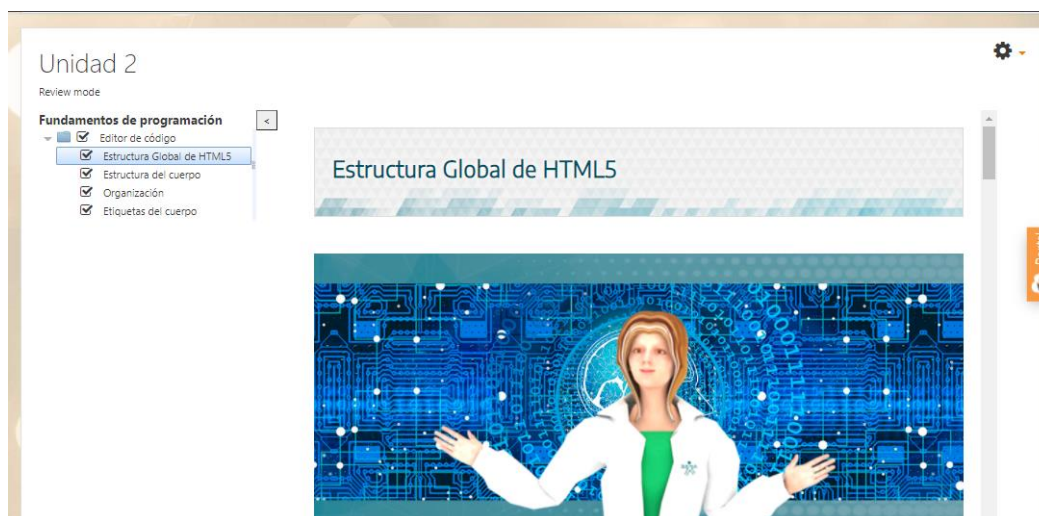 Unidad 2
Review mode
Fundamentos de programación
<
Editor de código
Estructura Global de HTML5
Estructura del cuerpo
Organización
Etiquetas del cuerpo
Estructura Global de HTML5